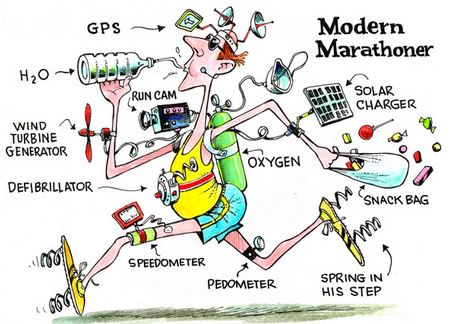 GPS
Modern
Marathoner
H₂O
RUN CAM
SOLAR
CHARGER
WIND
TURBINE
GENERATOR
OXYGEN
DEFIBRILLATOR
SNACK BAG
SPEEDOMETER
PEDOMETER
SPRING IN
HIS STEP